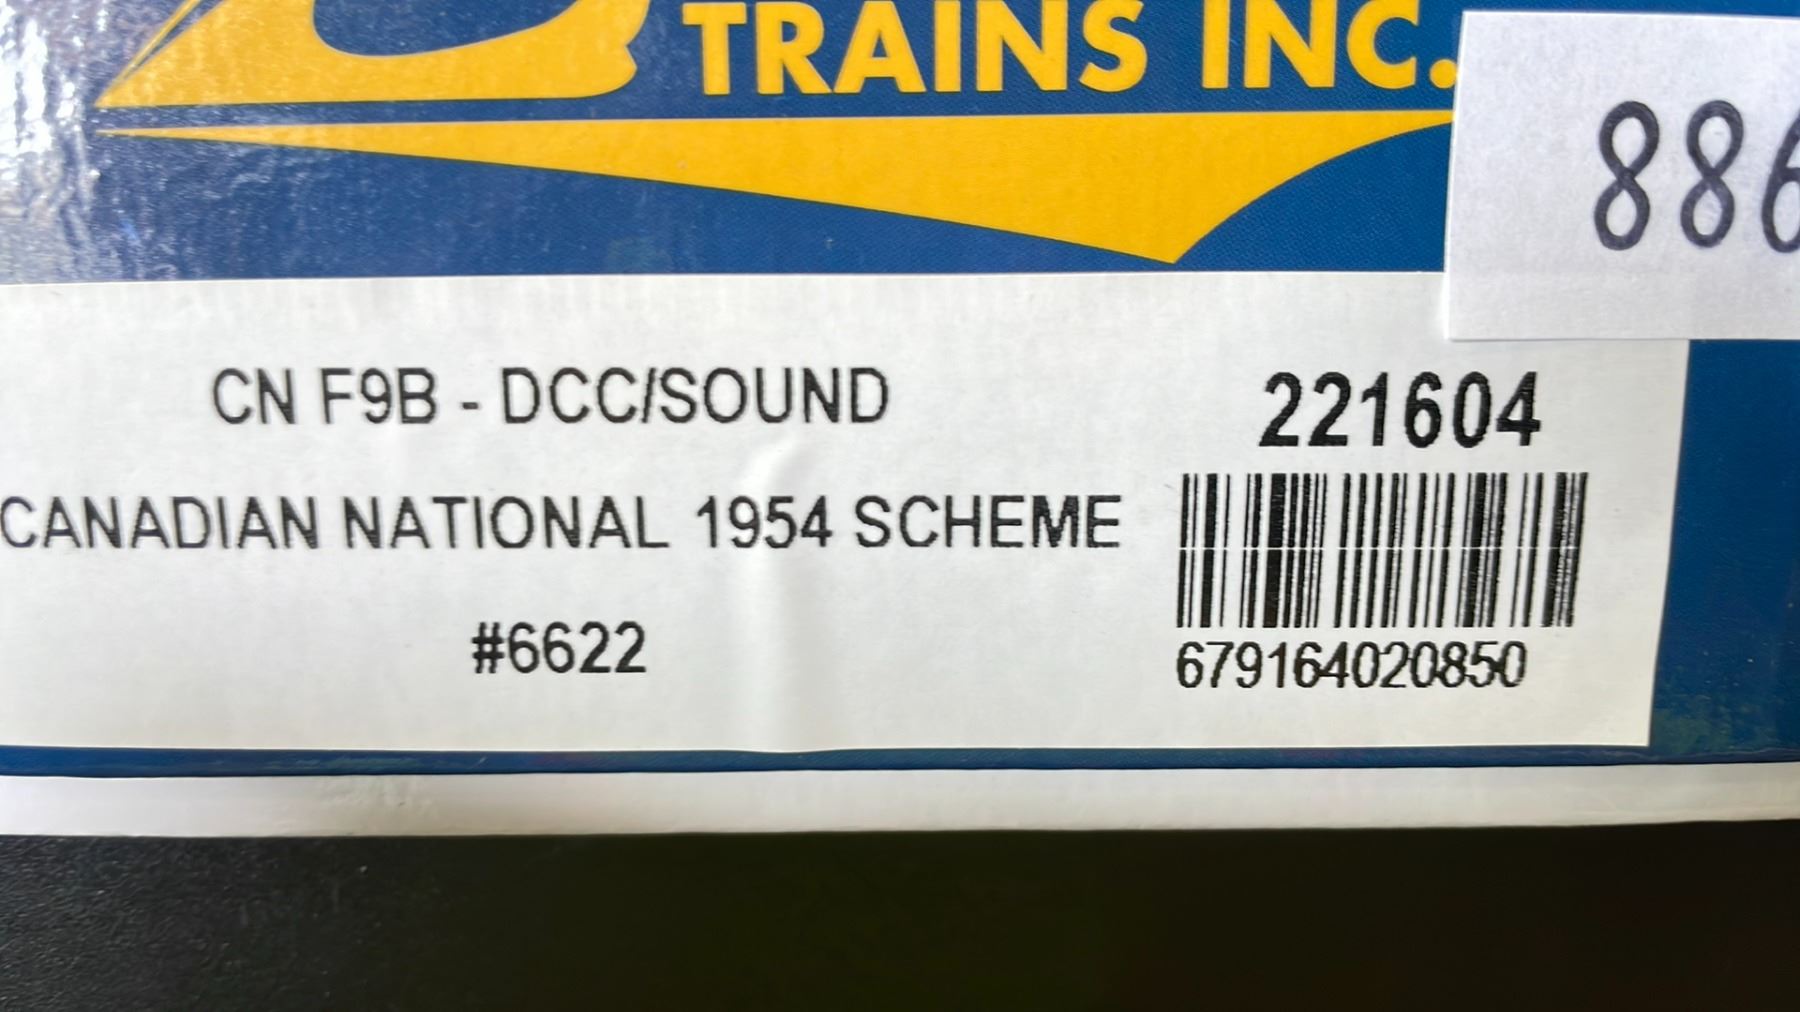 TRAINS INC.
886
CN F9B - DCC/SOUND
221604
CANADIAN NATIONAL 1954 SCHEME
#6622
679164020850